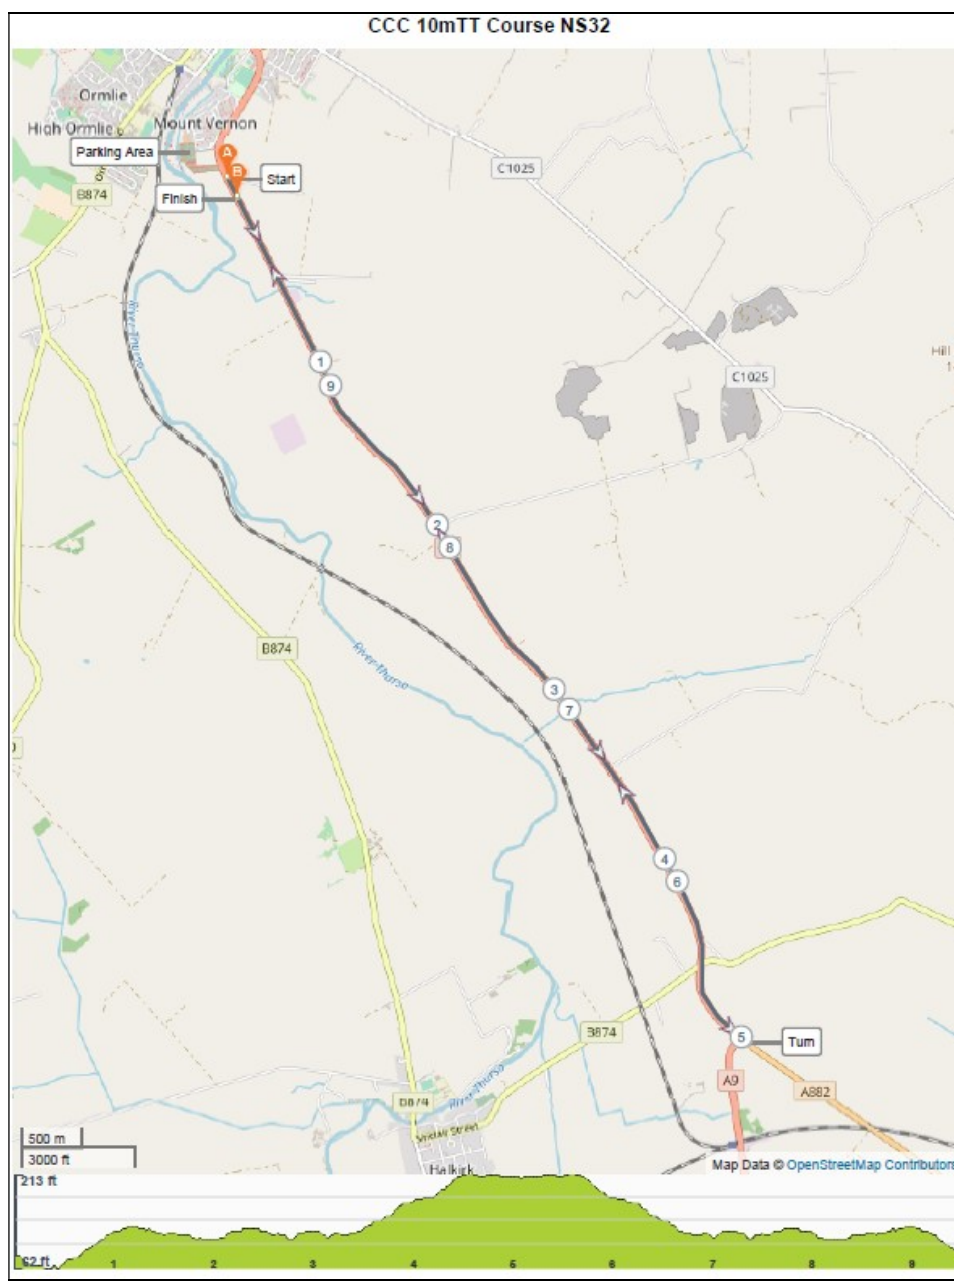 CCC 10mTT Course NS32
Ormlie
High Ormlie
Mount Vernon
Parking Area
A
B
Start
Finish
C1025
B874
River Thurso
1
9
C1025
Hill
2
8
B874
River Thurso
3
7
4
6
B874
5
Turn
A9
A882
River Thurso
B874
Sinclair Street
Halkirk
500 m
3000 ft
Map Data © OpenStreetMap Contributors
213 ft
62 ft
1 2 3 4 5 6 7 8 9